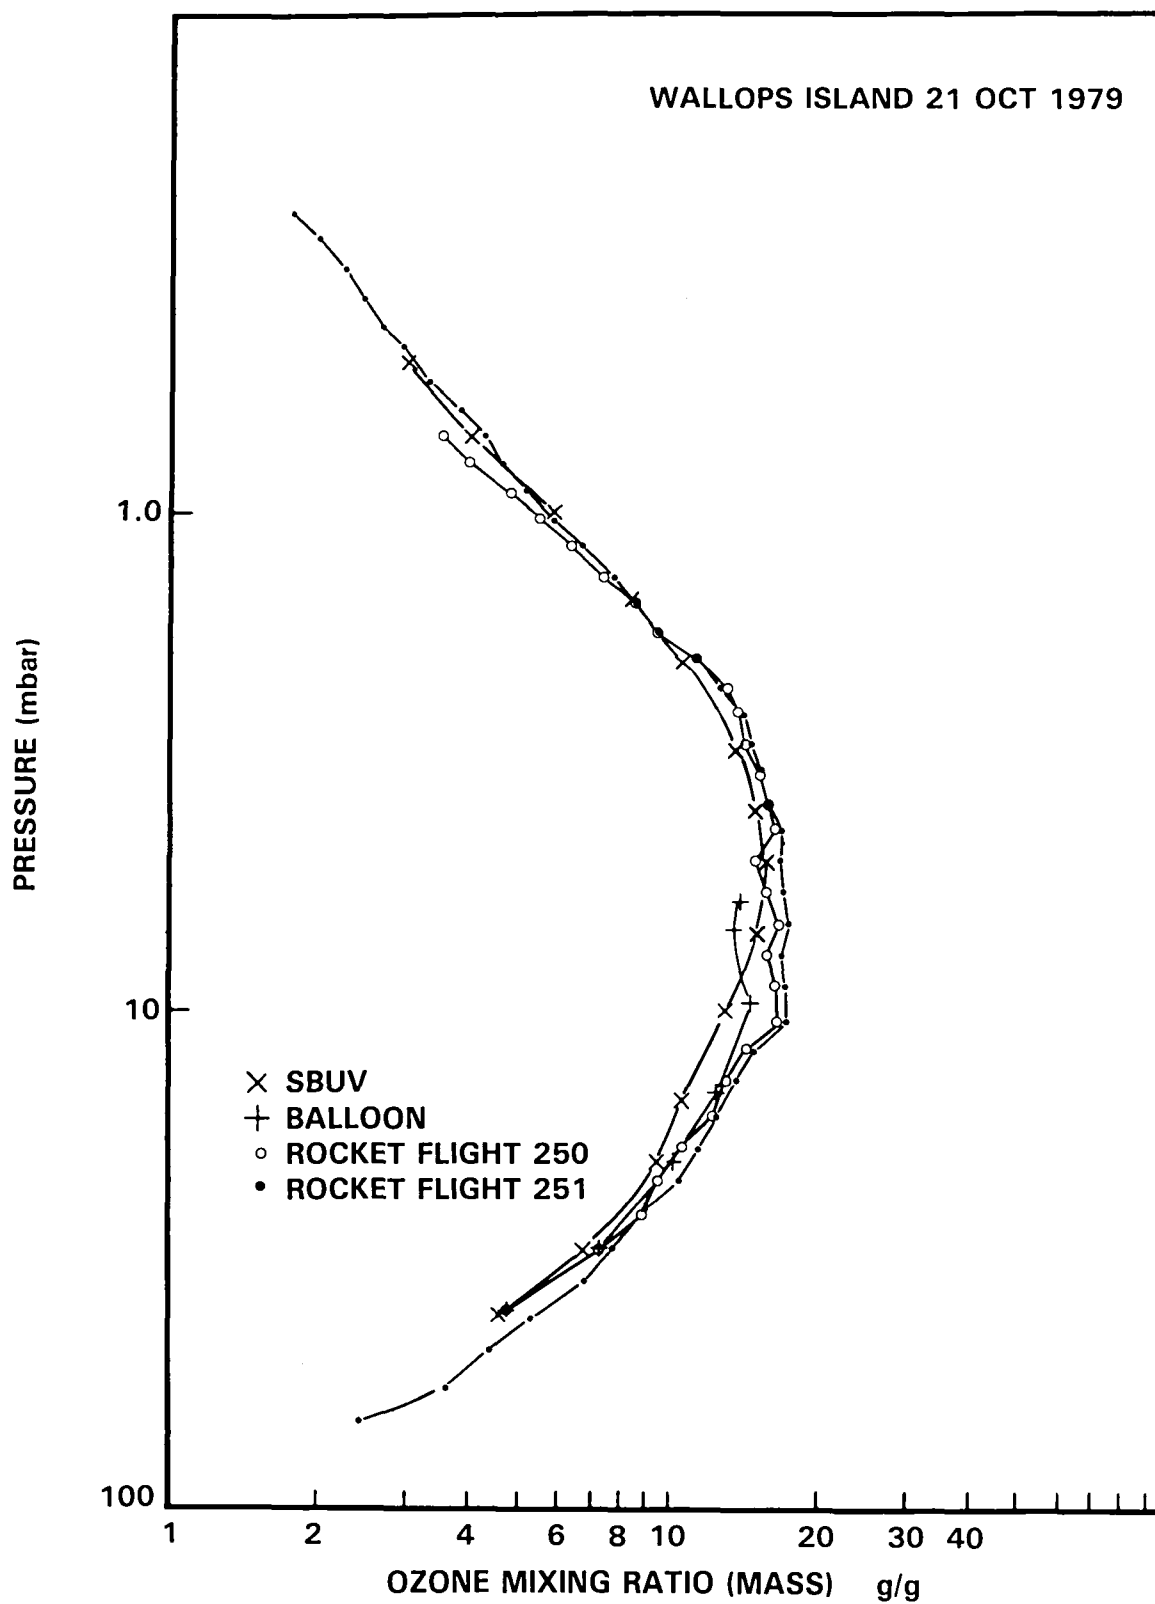 WALLOPS ISLAND 21 OCT 1979
PRESSURE (mbar)
1.0
10
100
SBUV
BALLOON
ROCKET FLIGHT 250
ROCKET FLIGHT 251
1 2 4 6 8 10 20 30 40
OZONE MIXING RATIO (MASS) g/g